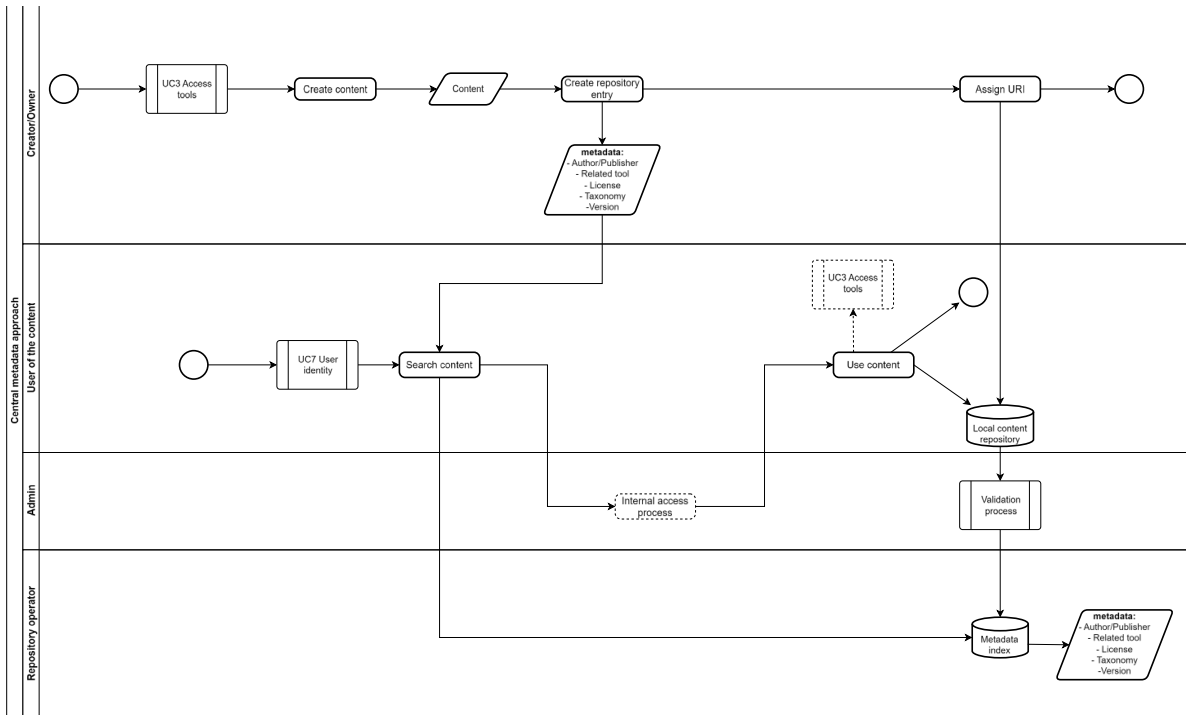 Central metadata approach
Creator/Owner
UC3 Access
tools
Create content
Content
Create repository
entry
Assign URI
metadata:
- Author/Publisher
- Related tool
- License
- Taxonomy
-Version
User of the content
UC3 Access
tools
UC7 User
identity
Search content
Use content
Local content
repository
Admin
Internal access
process
Validation
process
Repository operator
Metadata
index
metadata:
- Author/Publisher
- Related tool
- License
- Taxonomy
-Version